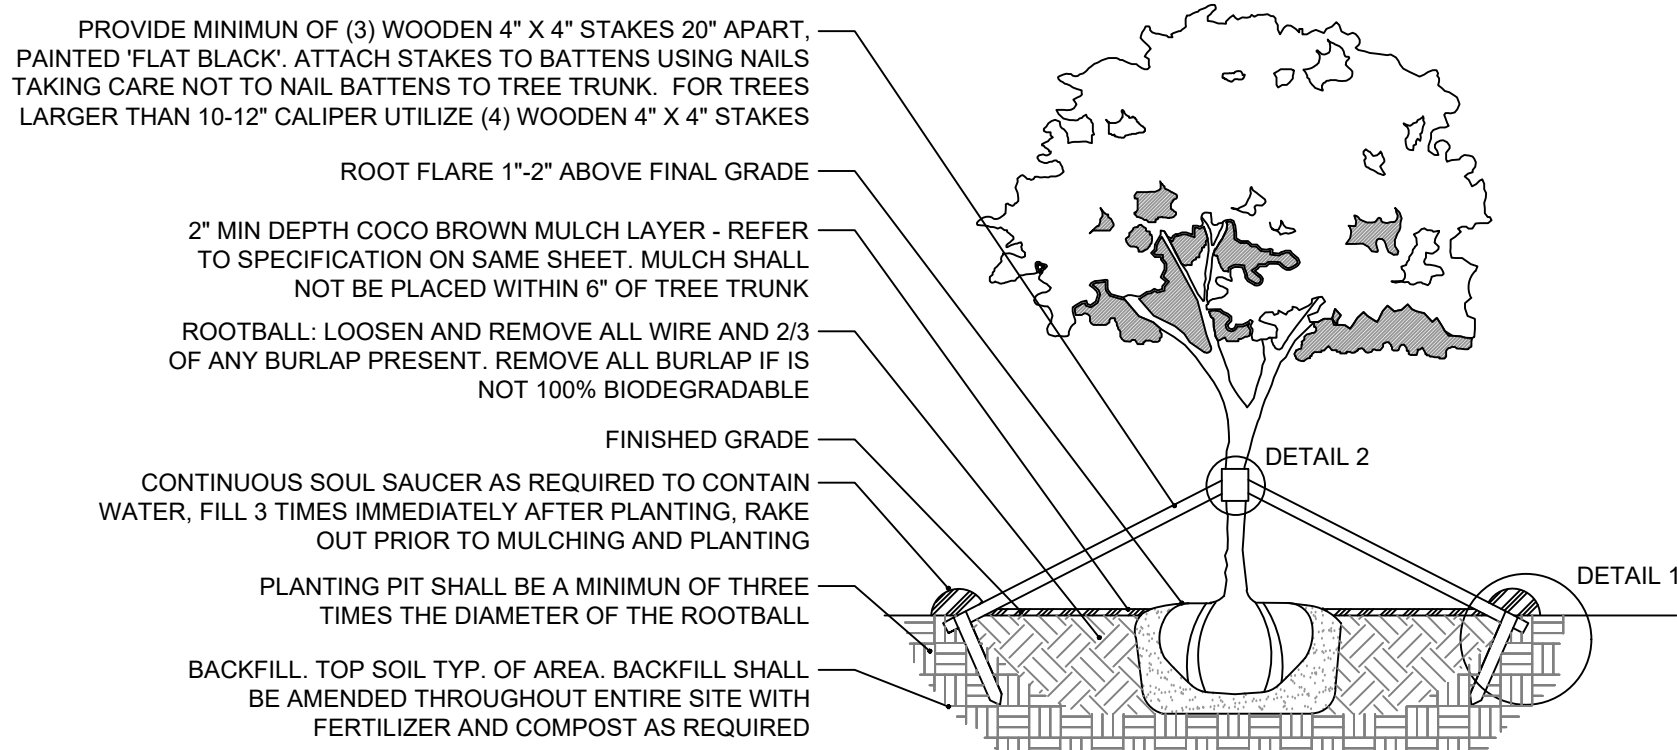 PROVIDE MINIMUN OF (3) WOODEN 4" X 4" STAKES 20" APART,
PAINTED 'FLAT BLACK'. ATTACH STAKES TO BATTENS USING NAILS
TAKING CARE NOT TO NAIL BATTENS TO TREE TRUNK. FOR TREES
LARGER THAN 10-12" CALIPER UTILIZE (4) WOODEN 4" X 4" STAKES
ROOT FLARE 1"-2" ABOVE FINAL GRADE
2" MIN DEPTH COCO BROWN MULCH LAYER - REFER
TO SPECIFICATION ON SAME SHEET. MULCH SHALL
NOT BE PLACED WITHIN 6" OF TREE TRUNK
ROOTBALL: LOOSEN AND REMOVE ALL WIRE AND 2/3
OF ANY BURLAP PRESENT. REMOVE ALL BURLAP IF IS
NOT 100% BIODEGRADABLE
FINISHED GRADE
CONTINUOUS SOUL SAUCER AS REQUIRED TO CONTAIN
WATER, FILL 3 TIMES IMMEDIATELY AFTER PLANTING, RAKE
OUT PRIOR TO MULCHING AND PLANTING
PLANTING PIT SHALL BE A MINIMUN OF THREE
TIMES THE DIAMETER OF THE ROOTBALL
BACKFILL. TOP SOIL TYP. OF AREA. BACKFILL SHALL
BE AMENDED THROUGHOUT ENTIRE SITE WITH
FERTILIZER AND COMPOST AS REQUIRED
DETAIL 2
DETAIL 1